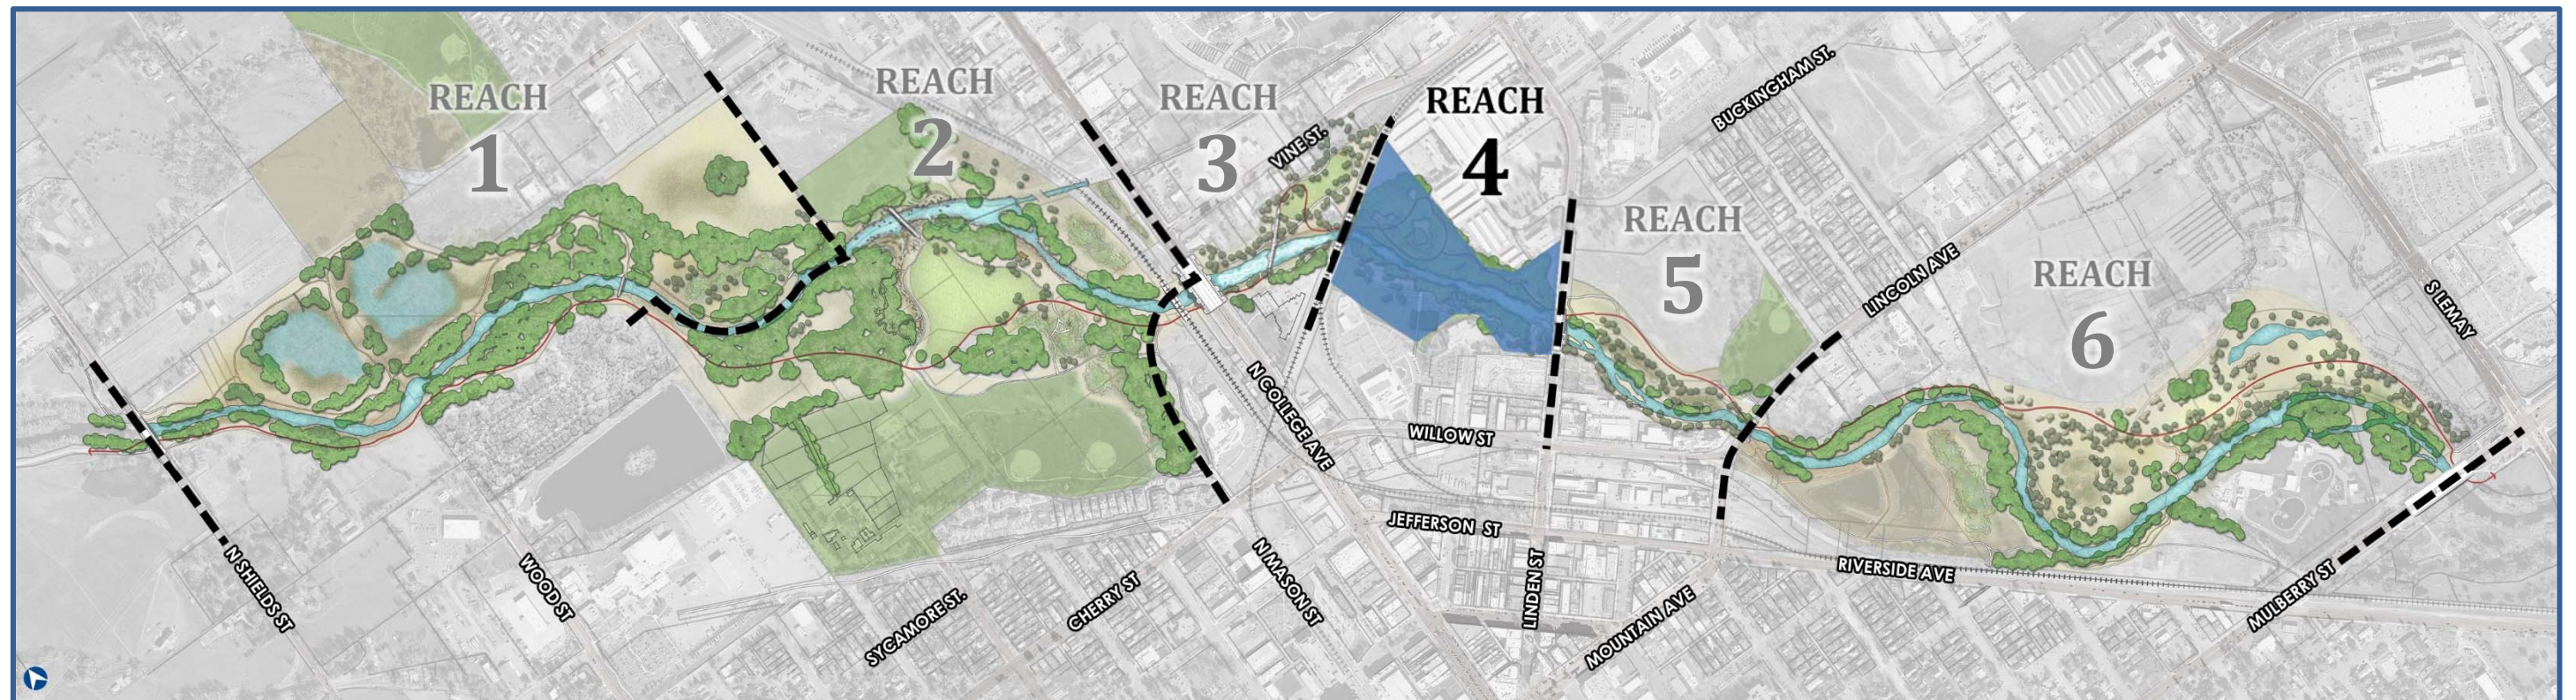 REACH
1
REACH
2
REACH
3
REACH
4
REACH
5
REACH
6
VINE ST.
BUCKINGHAM ST.
LINCOLN AVE
S LEMAY
N COLLEGE AVE
WILLOW ST
JEFFERSON ST
LINDEN ST
MOUNTAIN AVE
RIVERSIDE AVE
MULBERRY ST
N SHIELDS ST
WOOD ST
SYCAMORE ST.
CHERRY ST
N MASON ST